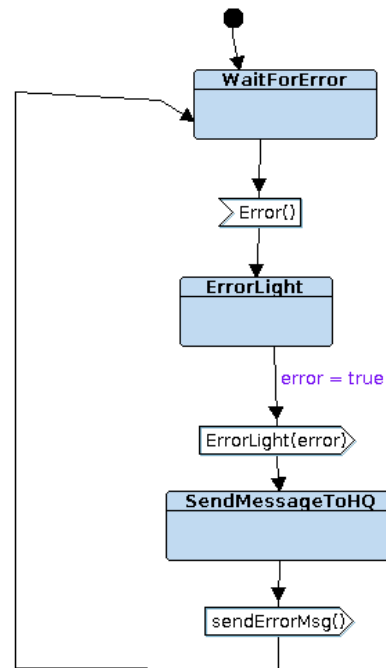 WaitForError
Error()
ErrorLight
error = true
ErrorLight(error)
SendMessageToHQ
sendErrorMsg()